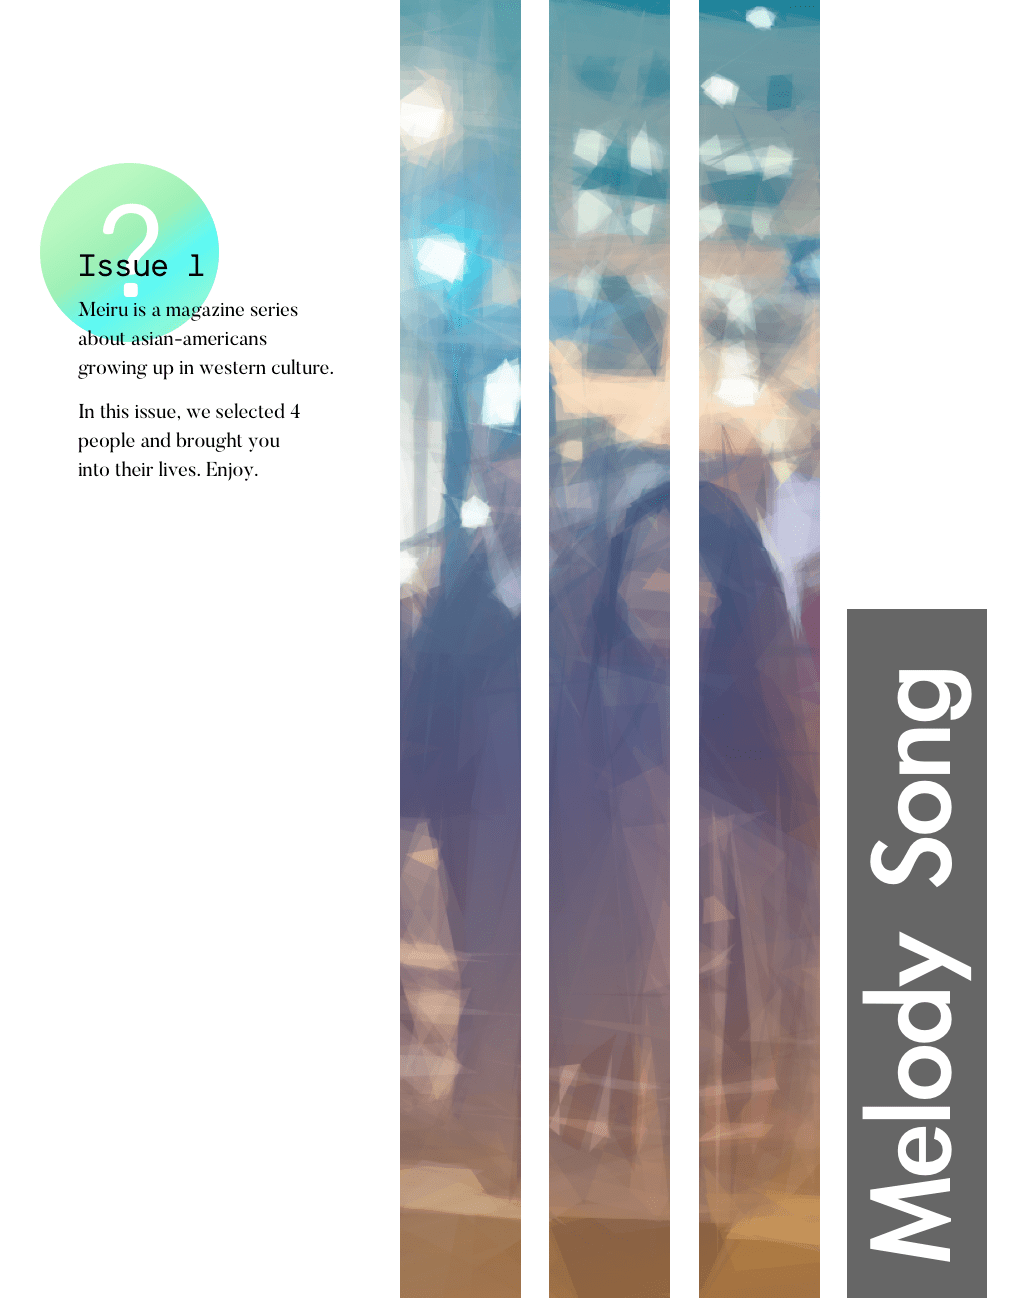 ?
Issue 1
Meiru is a magazine series
about asian-americans
growing up in western culture.
In this issue, we selected 4
people and brought you
into their lives. Enjoy.
Melody Song